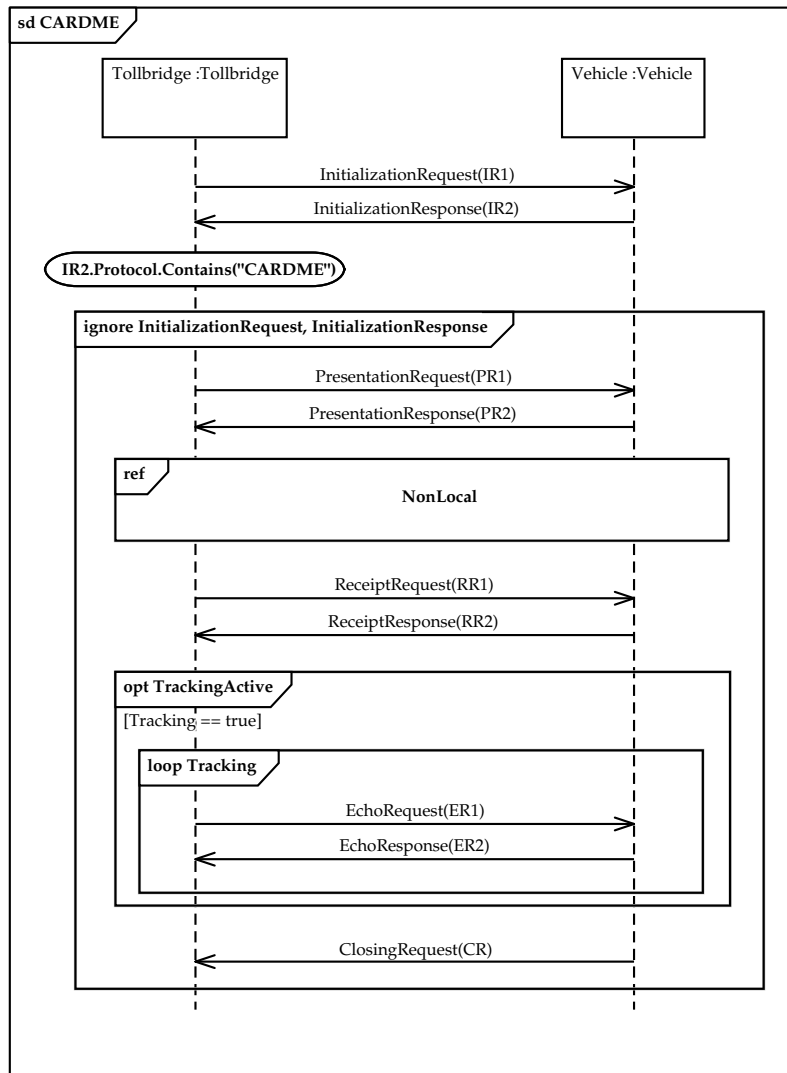 sd CARDME
Tollbridge :Tollbridge
Vehicle :Vehicle
InitializationRequest(IR1)
InitializationResponse(IR2)
IR2.Protocol.Contains("CARDME")
ignore InitializationRequest, InitializationResponse
PresentationRequest(PR1)
PresentationResponse(PR2)
ref
NonLocal
ReceiptRequest(RR1)
ReceiptResponse(RR2)
opt TrackingActive
[Tracking == true]
loop Tracking
EchoRequest(ER1)
EchoResponse(ER2)
ClosingRequest(CR)